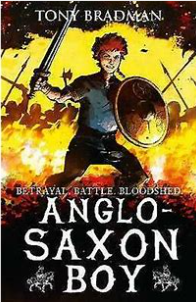 TONY BRADMAN
BETRAYAL. BATTLE. BLOODSHED.
ANGLO-
SAXON
BOY